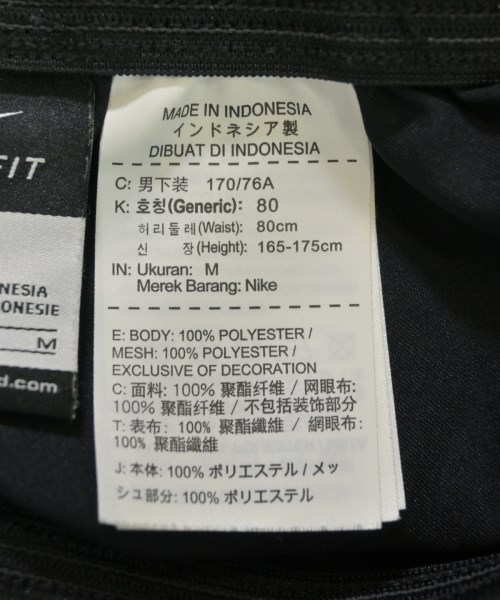 FIT
NESIA
ONESIE
M
d.com
MADE IN INDONESIA
インドネシア製
DIBUAT DI INDONESIA
C: 男下装 170/76A
K: 호칭(Generic): 80
허리둘레(Waist): 80cm
신 장(Height): 165-175cm
IN: Ukuran: M
Merek Barang: Nike
E: BODY: 100% POLYESTER /
MESH: 100% POLYESTER /
EXCLUSIVE OF DECORATION
C: 面料: 100% 聚酯纤维 / 网眼布:
100% 聚酯纤维 / 不包括装饰部分
T: 表布: 100% 聚酯纖維 / 網眼布:
100% 聚酯纖維
J: 本体: 100% ポリエステル / メッ
シュ部分: 100% ポリエステル